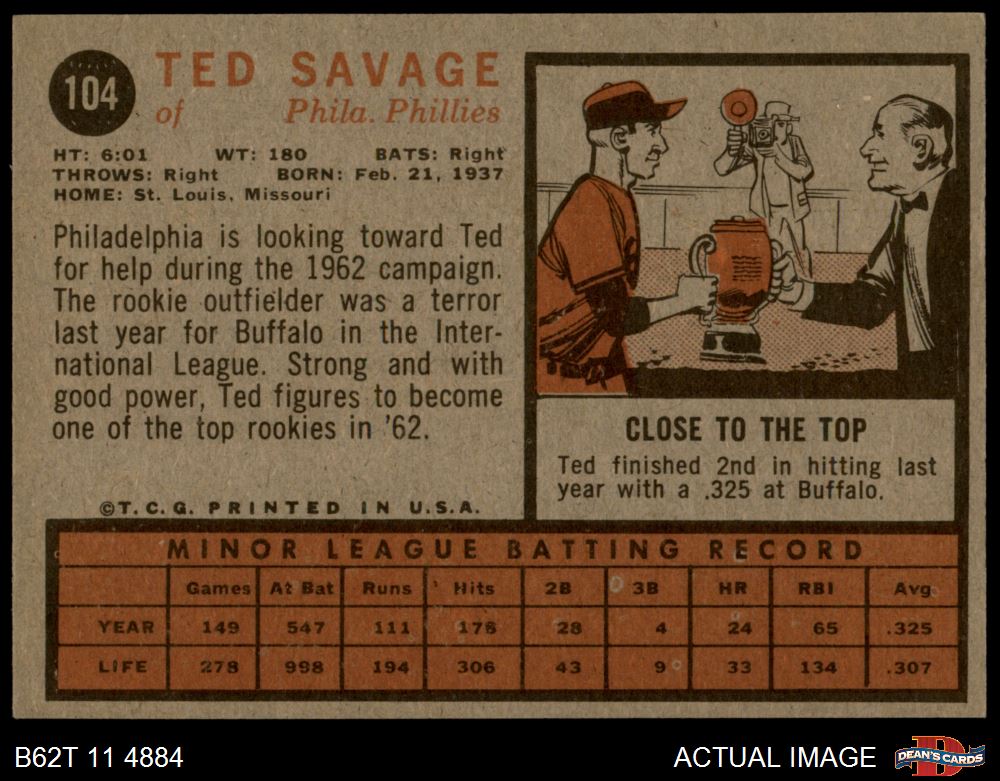 104
TED SAVAGE
of Phila. Phillies
HT: 6:01 WT: 180 BATS: Right
THROWS: Right BORN: Feb. 21, 1937
HOME: St. Louis, Missouri
Philadelphia is looking toward Ted
for help during the 1962 campaign.
The rookie outfielder was a terror
last year for Buffalo in the Inter-
national League. Strong and with
good power, Ted figures to become
one of the top rookies in '62.
©T.C.G. PRINTED IN U.S.A.
CLOSE TO THE TOP
Ted finished 2nd in hitting last
year with a .325 at Buffalo.
MINOR LEAGUE BATTING RECORD
Games At Bat Runs Hits 2B 3B HR RBI Avg.
YEAR 149 547 111 178 28 4 24 65 .325
LIFE 278 998 194 306 43 9 33 134 .307
B62T 11 4884
ACTUAL IMAGE
DEAN'S CARDS